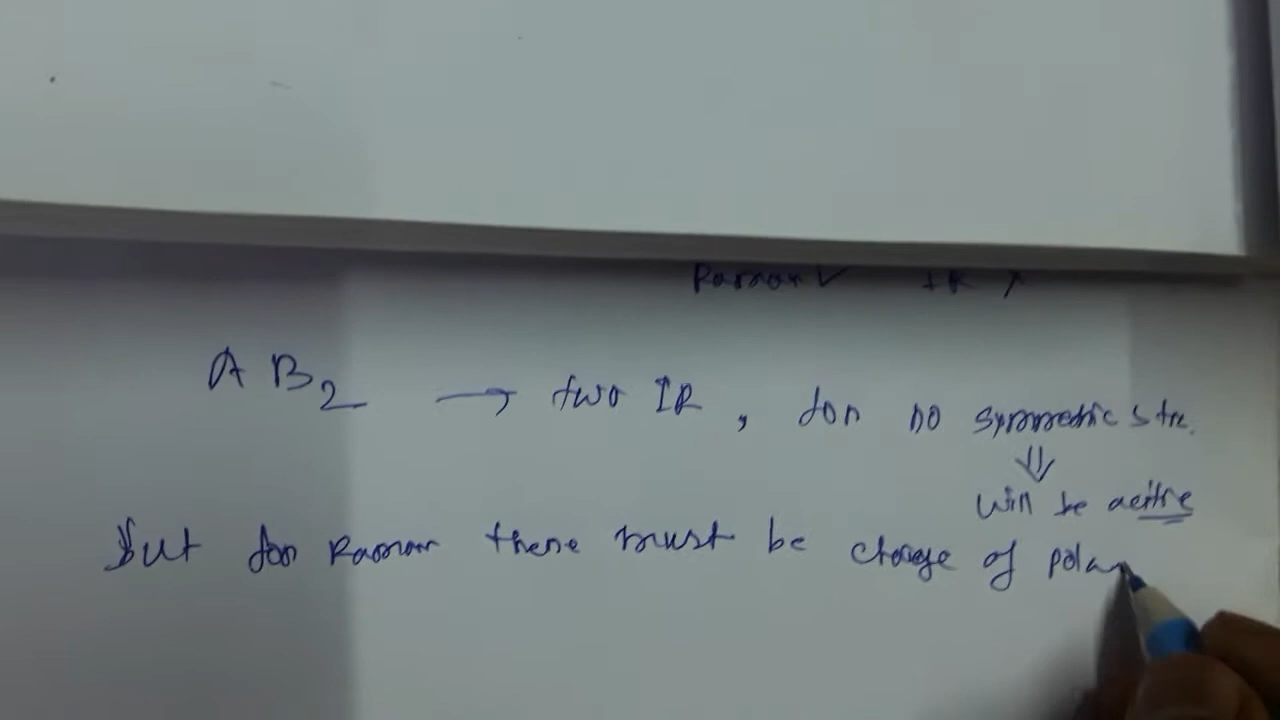 Raman ✓ IR
AB2 → two IR, for no symmetric str.
⇓
Will be acitve
But for Raman there must be change of pola